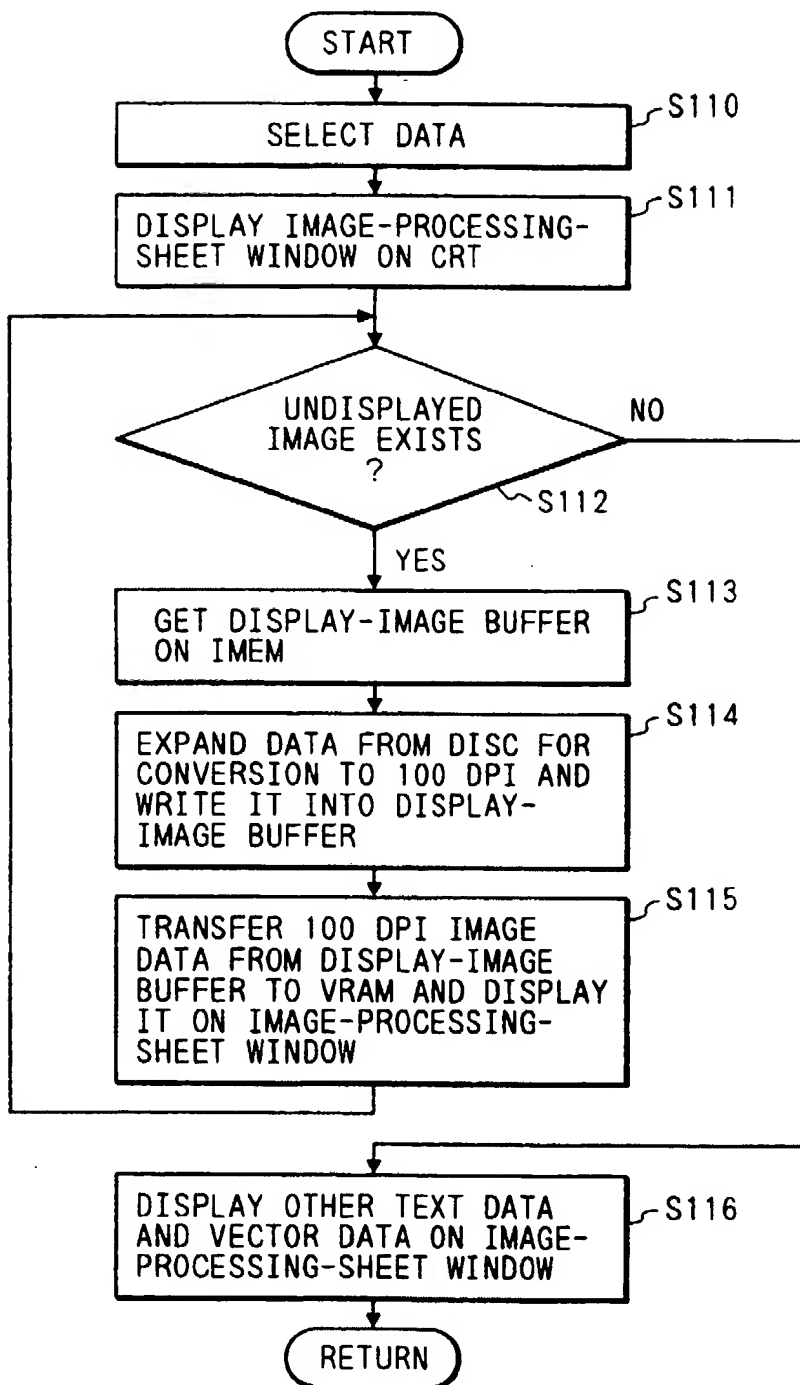 START
S110
SELECT DATA
S111
DISPLAY IMAGE-PROCESSING-
SHEET WINDOW ON CRT
UNDISPLAYED
IMAGE EXISTS
?
NO
S112
YES
S113
GET DISPLAY-IMAGE BUFFER
ON IMEM
S114
EXPAND DATA FROM DISC FOR
CONVERSION TO 100 DPI AND
WRITE IT INTO DISPLAY-
IMAGE BUFFER
S115
TRANSFER 100 DPI IMAGE
DATA FROM DISPLAY-IMAGE
BUFFER TO VRAM AND DISPLAY
IT ON IMAGE-PROCESSING-
SHEET WINDOW
S116
DISPLAY OTHER TEXT DATA
AND VECTOR DATA ON IMAGE-
PROCESSING-SHEET WINDOW
RETURN